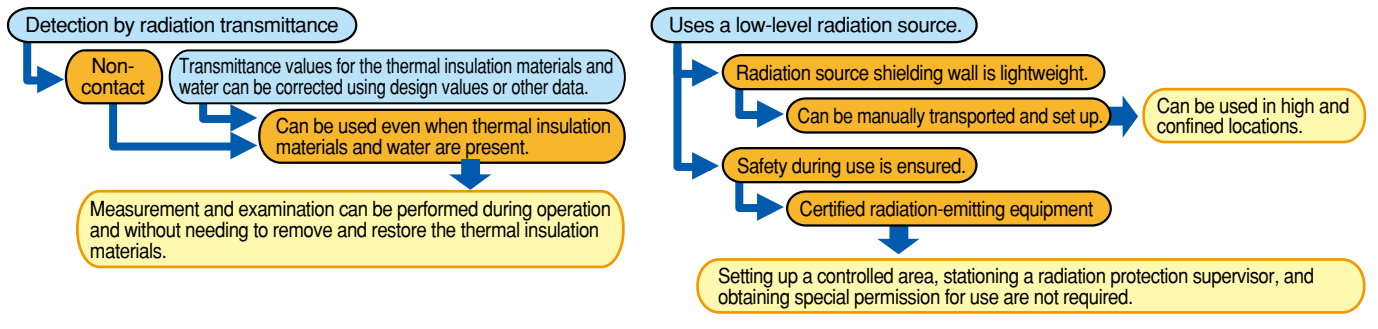 Detection by radiation transmittance
Non-
contact
Transmittance values for the thermal insulation materials and
water can be corrected using design values or other data.
Can be used even when thermal insulation
materials and water are present.
Measurement and examination can be performed during operation
and without needing to remove and restore the thermal insulation
materials.
Uses a low-level radiation source.
Radiation source shielding wall is lightweight.
Can be manually transported and set up.
Can be used in high and
confined locations.
Safety during use is ensured.
Certified radiation-emitting equipment
Setting up a controlled area, stationing a radiation protection supervisor, and
obtaining special permission for use are not required.